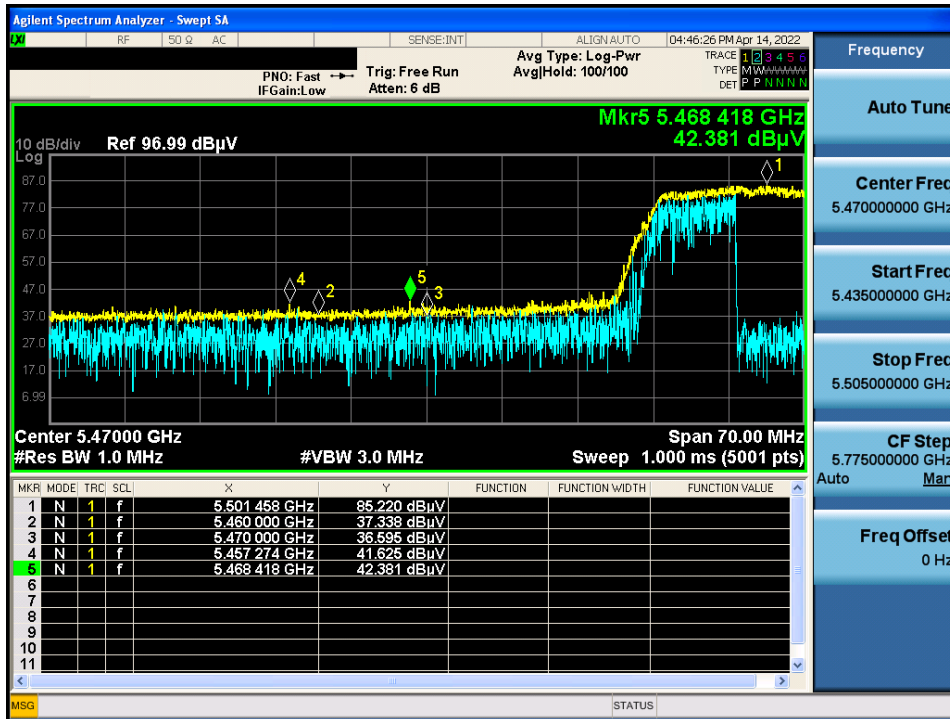 Agilent Spectrum Analyzer - Swept SA
LXI RF 50 Ω AC SENSE:INT ALIGN AUTO 04:46:26 PM Apr 14, 2022
PNO: Fast Trig: Free Run Avg Type: Log-Pwr TRACE 1 2 3 4 5 6
IFGain:Low Atten: 6 dB Avg|Hold: 100/100 TYPE M W
DET P P N N N N
Mkr5 5.468 418 GHz
42.381 dBµV
10 dB/div Ref 96.99 dBµV
Log
87.0
77.0
67.0
57.0
47.0
37.0
27.0
17.0
6.99
1
4
2
5
3
Center 5.47000 GHz Span 70.00 MHz
#Res BW 1.0 MHz #VBW 3.0 MHz Sweep 1.000 ms (5001 pts)
MKR MODE TRC SCL X Y FUNCTION FUNCTION WIDTH FUNCTION VALUE
1 N 1 f 5.501 458 GHz 85.220 dBµV
2 N 1 f 5.460 000 GHz 37.338 dBµV
3 N 1 f 5.470 000 GHz 36.595 dBµV
4 N 1 f 5.457 274 GHz 41.625 dBµV
5 N 1 f 5.468 418 GHz 42.381 dBµV
6
7
8
9
10
11
MSG STATUS
Frequency
Auto Tune
Center Freq
5.470000000 GHz
Start Freq
5.435000000 GHz
Stop Freq
5.505000000 GHz
CF Step
5.775000000 GHz
Auto Man
Freq Offset
0 Hz